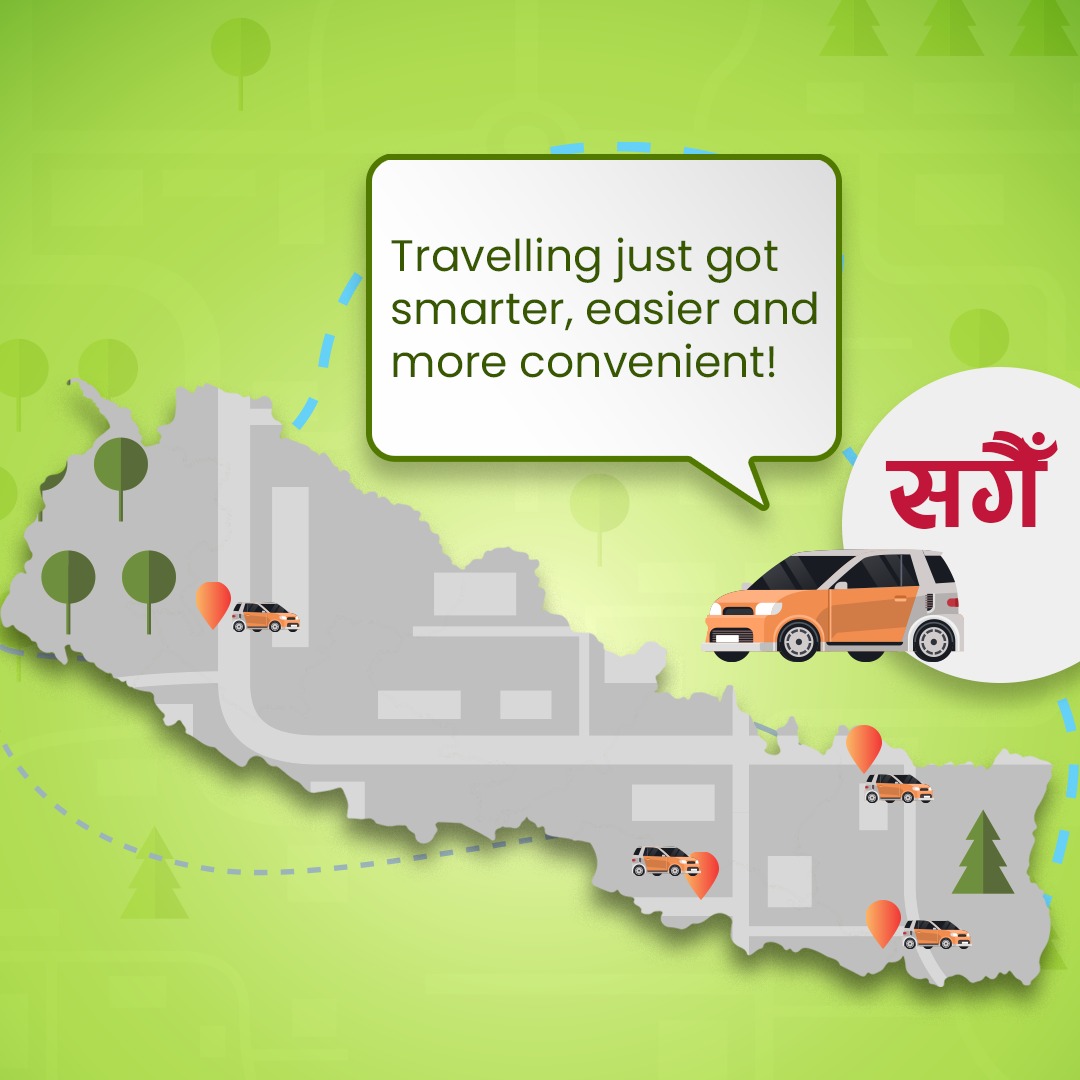 Travelling just got
smarter, easier and
more convenient!
सगैँ